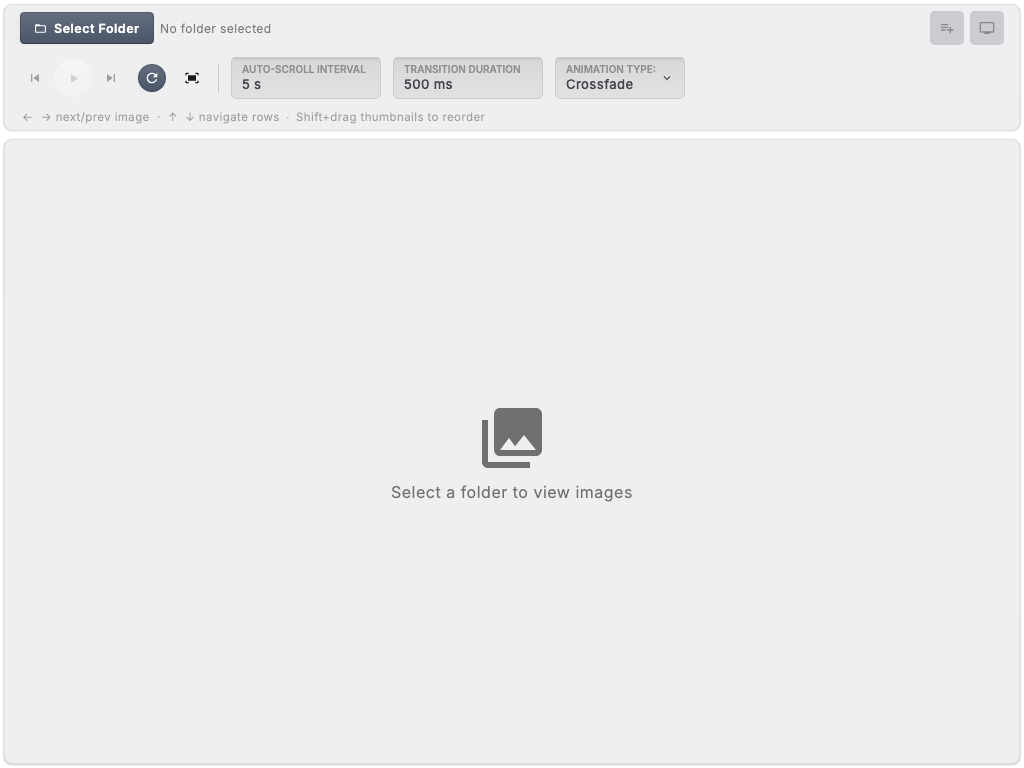 Select Folder No folder selected
AUTO-SCROLL INTERVAL TRANSITION DURATION ANIMATION TYPE:
5 s 500 ms Crossfade
← → next/prev image · ↑ ↓ navigate rows · Shift+drag thumbnails to reorder
Select a folder to view images